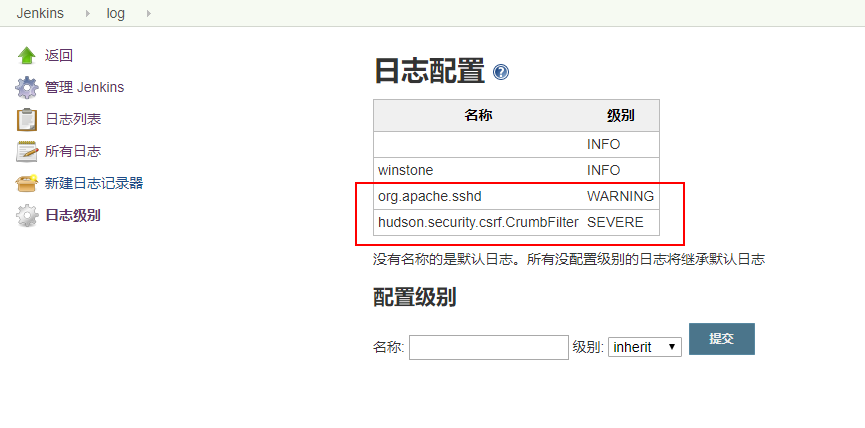 Jenkins log
返回
管理 Jenkins
日志列表
所有日志
新建日志记录器
日志级别
日志配置
名称 级别
INFO
winstone INFO
org.apache.sshd WARNING
hudson.security.csrf.CrumbFilter SEVERE
没有名称的是默认日志。所有没配置级别的日志将继承默认日志
配置级别
名称: 级别: inherit 提交